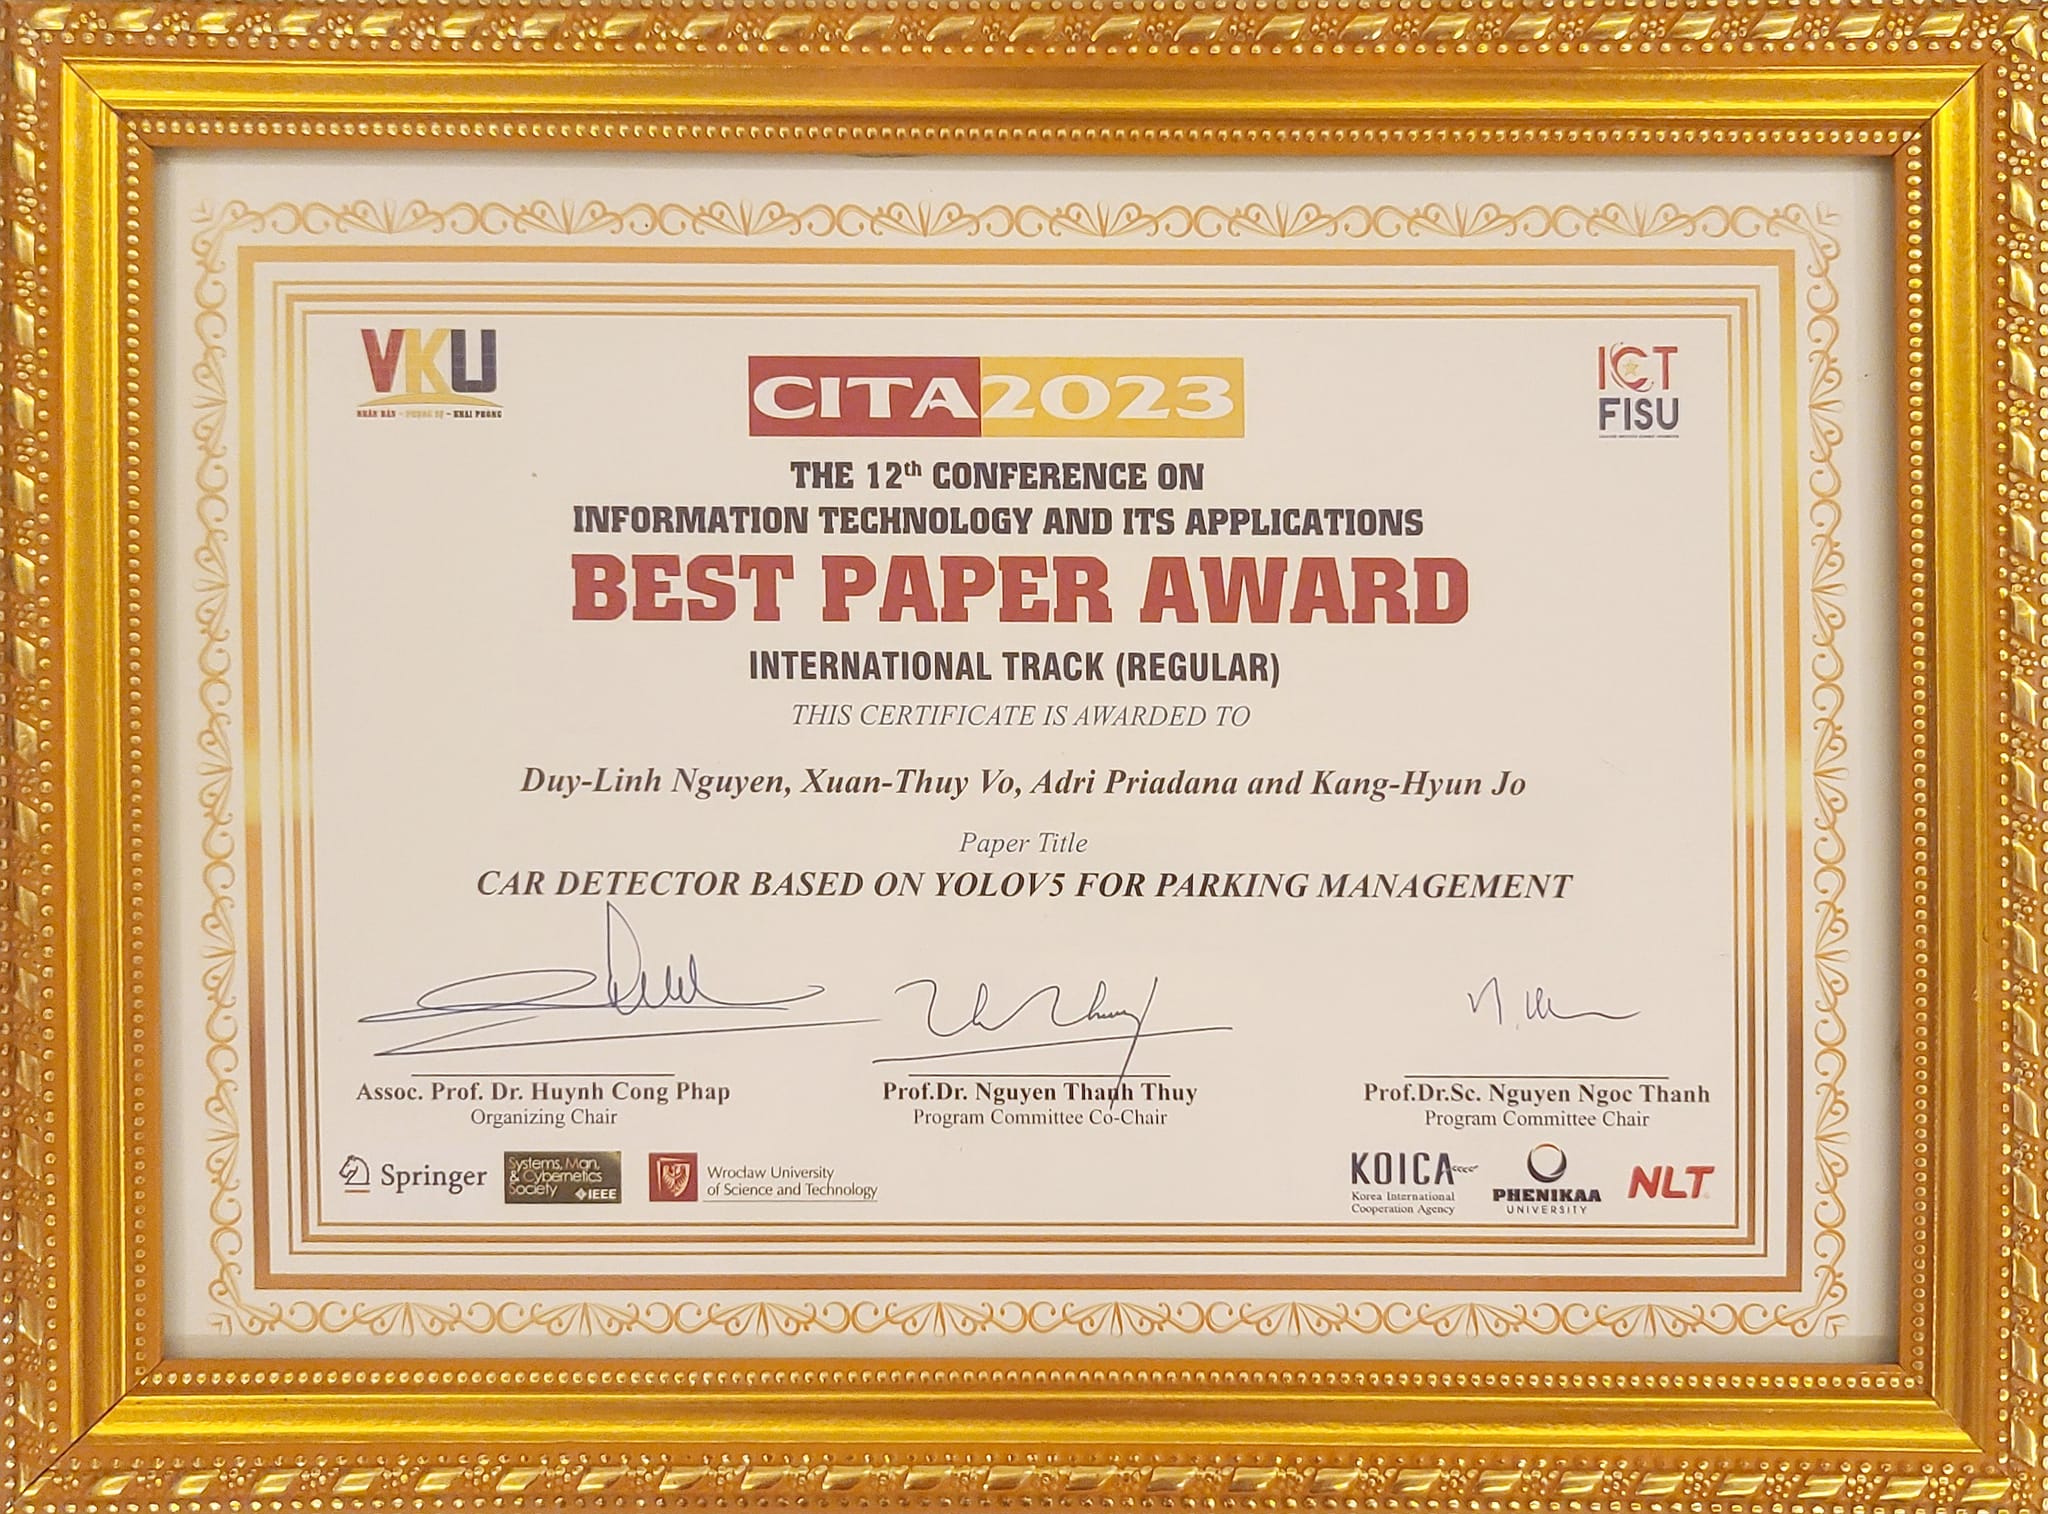 VKU
NHÂN BẢN – PHỤNG SỰ – KHAI PHÓNG
CITA2023
ICT
FISU
THE 12th CONFERENCE ON
INFORMATION TECHNOLOGY AND ITS APPLICATIONS
BEST PAPER AWARD
INTERNATIONAL TRACK (REGULAR)
THIS CERTIFICATE IS AWARDED TO
Duy-Linh Nguyen, Xuan-Thuy Vo, Adri Priadana and Kang-Hyun Jo
Paper Title
CAR DETECTOR BASED ON YOLOV5 FOR PARKING MANAGEMENT
Assoc. Prof. Dr. Huynh Cong Phap
Organizing Chair
Prof.Dr. Nguyen Thanh Thuy
Program Committee Co-Chair
Prof.Dr.Sc. Nguyen Ngoc Thanh
Program Committee Chair
Springer
Systems, Man,
& Cybernetics
Society
IEEE
Wrocław University
of Science and Technology
KOICA
Korea International
Cooperation Agency
PHENIKAA
UNIVERSITY
NLT